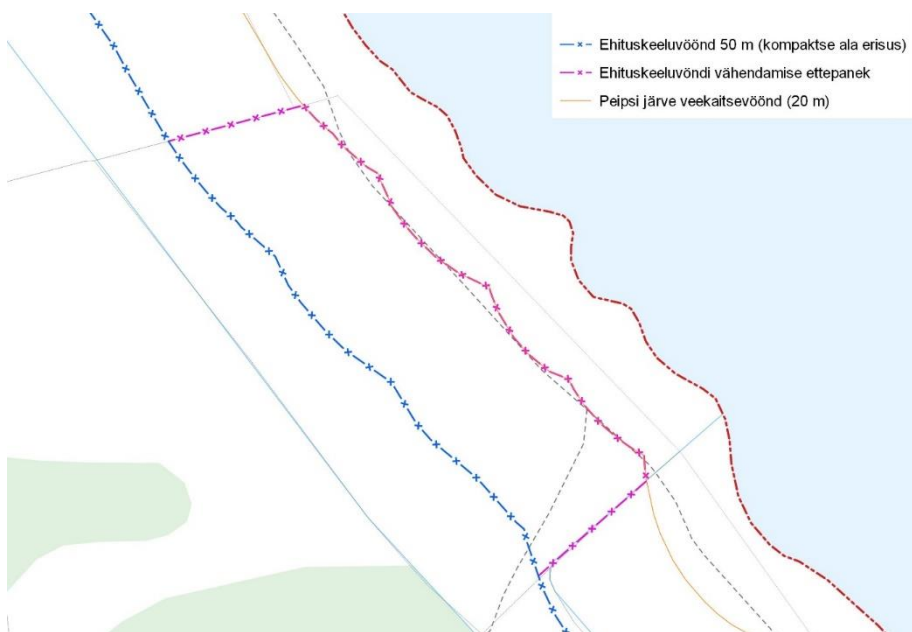 Ehituskeeluvöönd 50 m (kompaktse ala erisus)
Ehituskeeluvööndi vähendamise ettepanek
Peipsi järve veekaitsevöönd (20 m)